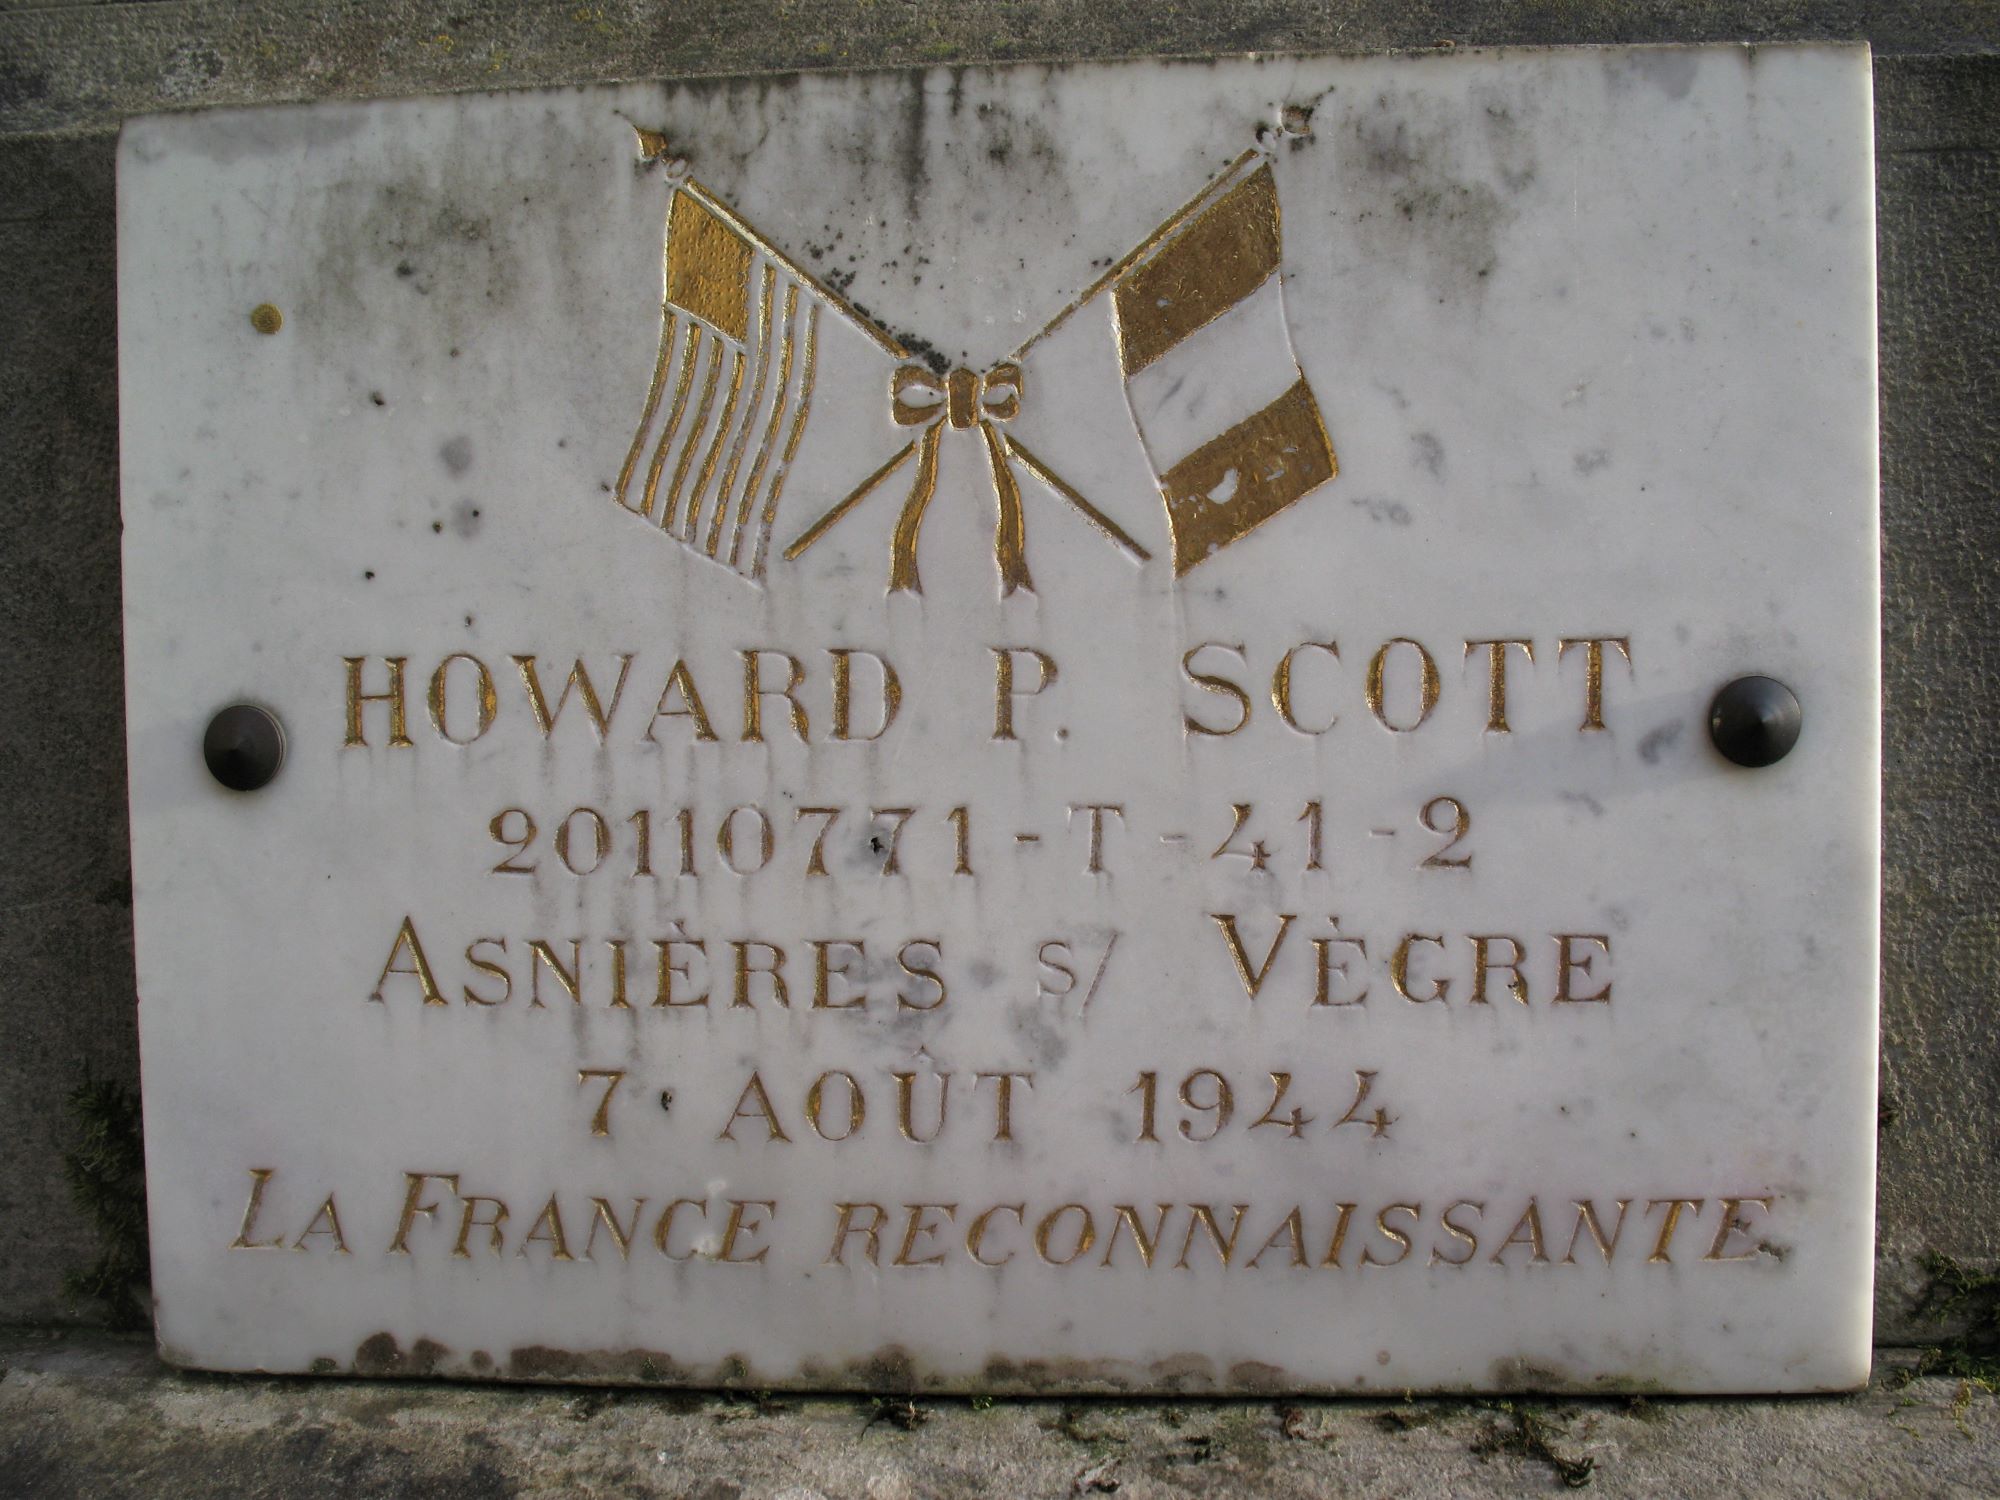 HOWARD P. SCOTT
20110771-T-41-2
ASNIÈRES S/ VÈGRE
7 AOÛT 1944
LA FRANCE RECONNAISSANTE